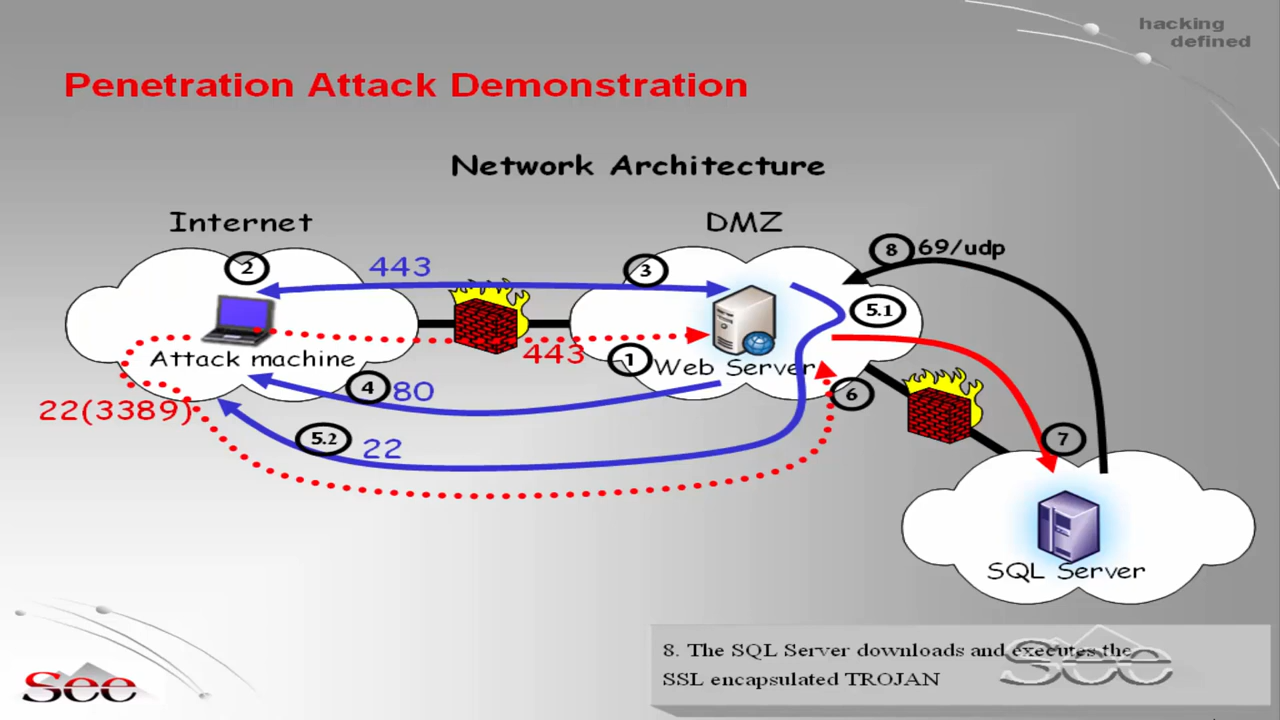 hacking
defined
Penetration Attack Demonstration
Network Architecture
Internet
DMZ
2
443
3
8
69/udp
5.1
443
1
Attack machine
Web Server
4
80
6
22(3389)
5.2
22
7
SQL Server
8. The SQL Server downloads and executes the
SSL encapsulated TROJAN
See
See